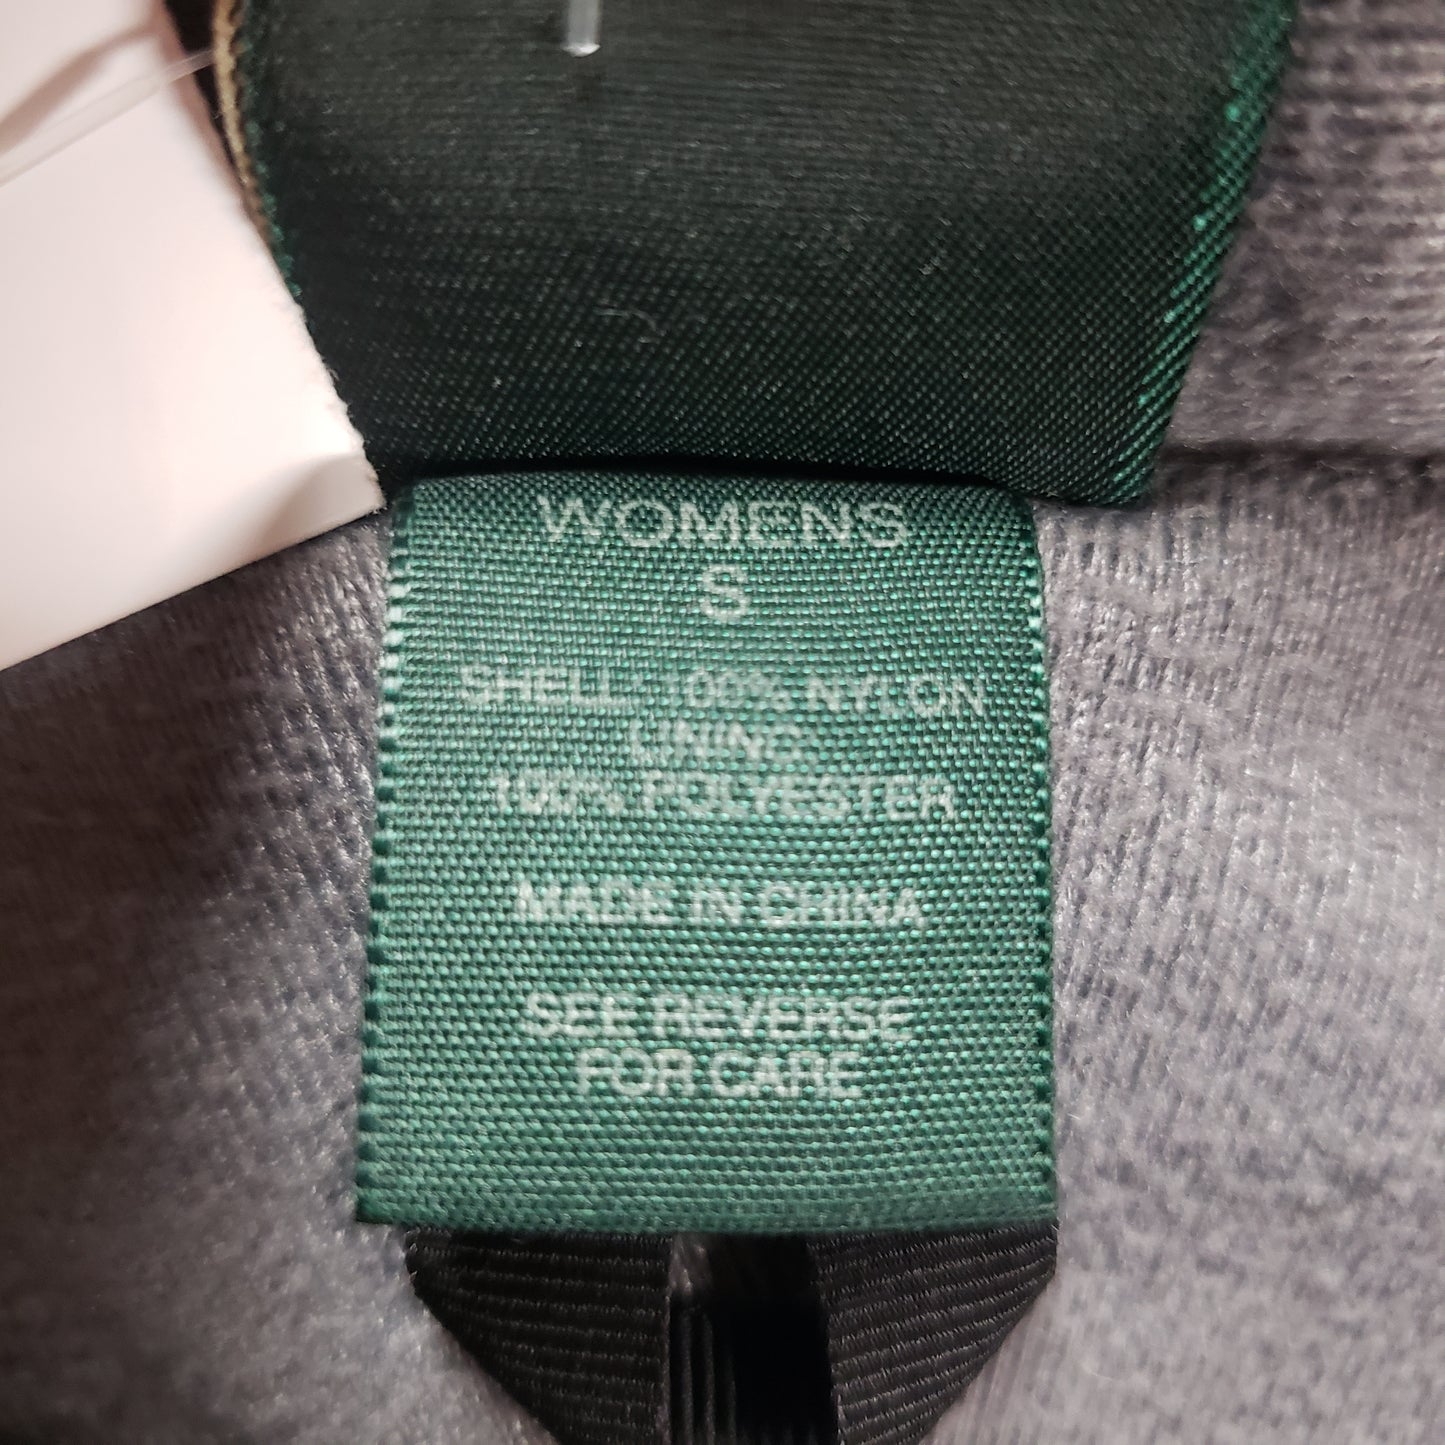 WOMENS
S
SHELL: 100% NYLON
LINING:
100% POLYESTER
MADE IN CHINA
SEE REVERSE
FOR CARE